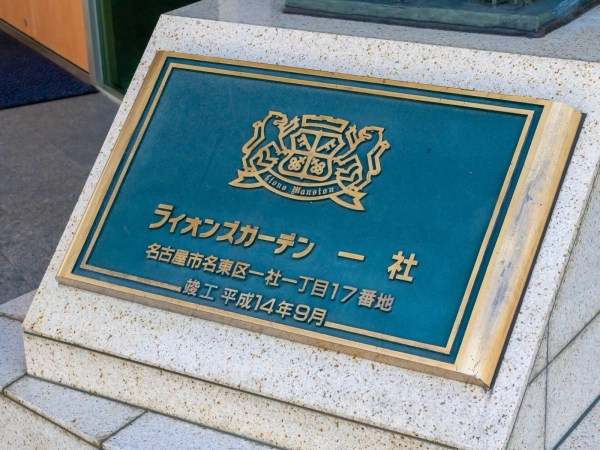 Lions Mansion
ライオンズガーデン 一 社
名古屋市名東区一社一丁目17番地
竣工 平成14年9月